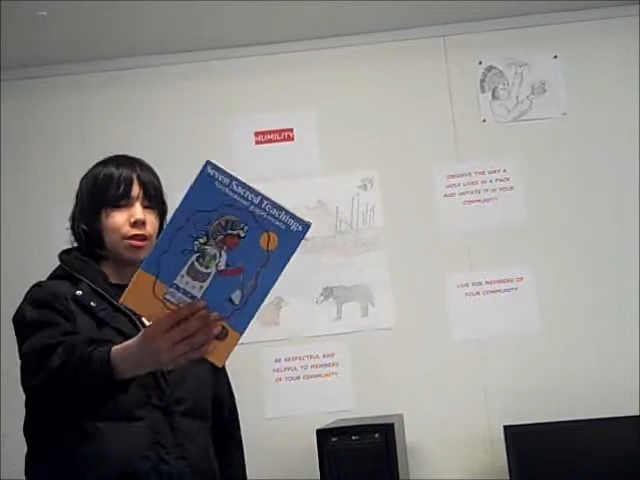 HUMILITY
Seven Sacred Teachings
OBSERVE THE WAY A
WOLF LIVES IN A PACK
AND IMITATE IT IN YOUR
COMMUNITY.
LIVE FOR MEMBERS OF
YOUR COMMUNITY.
BE RESPECTFUL AND
HELPFUL TO MEMBERS
OF YOUR COMMUNITY.